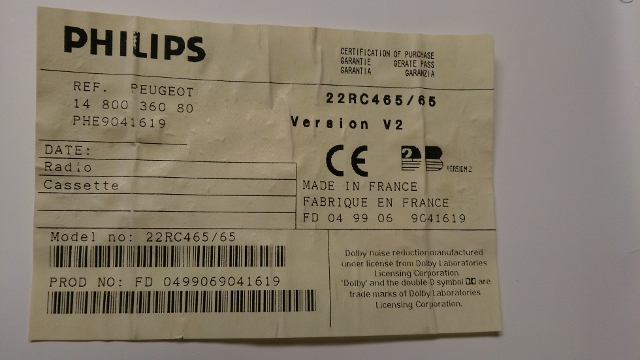 PHILIPS
CERTIFICATION OF PURCHASE
GARANTIE GERATE PASS
GARANTIA GARANZIA
REF. PEUGEOT
14 800 360 80
PHE9041619
22RC465/65
Version V2
DATE:
Radio
Cassette
CE
VERSION 2
MADE IN FRANCE
FABRIQUE EN FRANCE
FD 04 99 06 9041619
Model no: 22RC465/65
PROD NO: FD 0499069041619
Dolby noise reduction manufactured
under license from Dolby Laboratories
Licensing Corporation.
'Dolby' and the double-D symbol are
trade marks of Dolby Laboratories
Licensing Corporation.